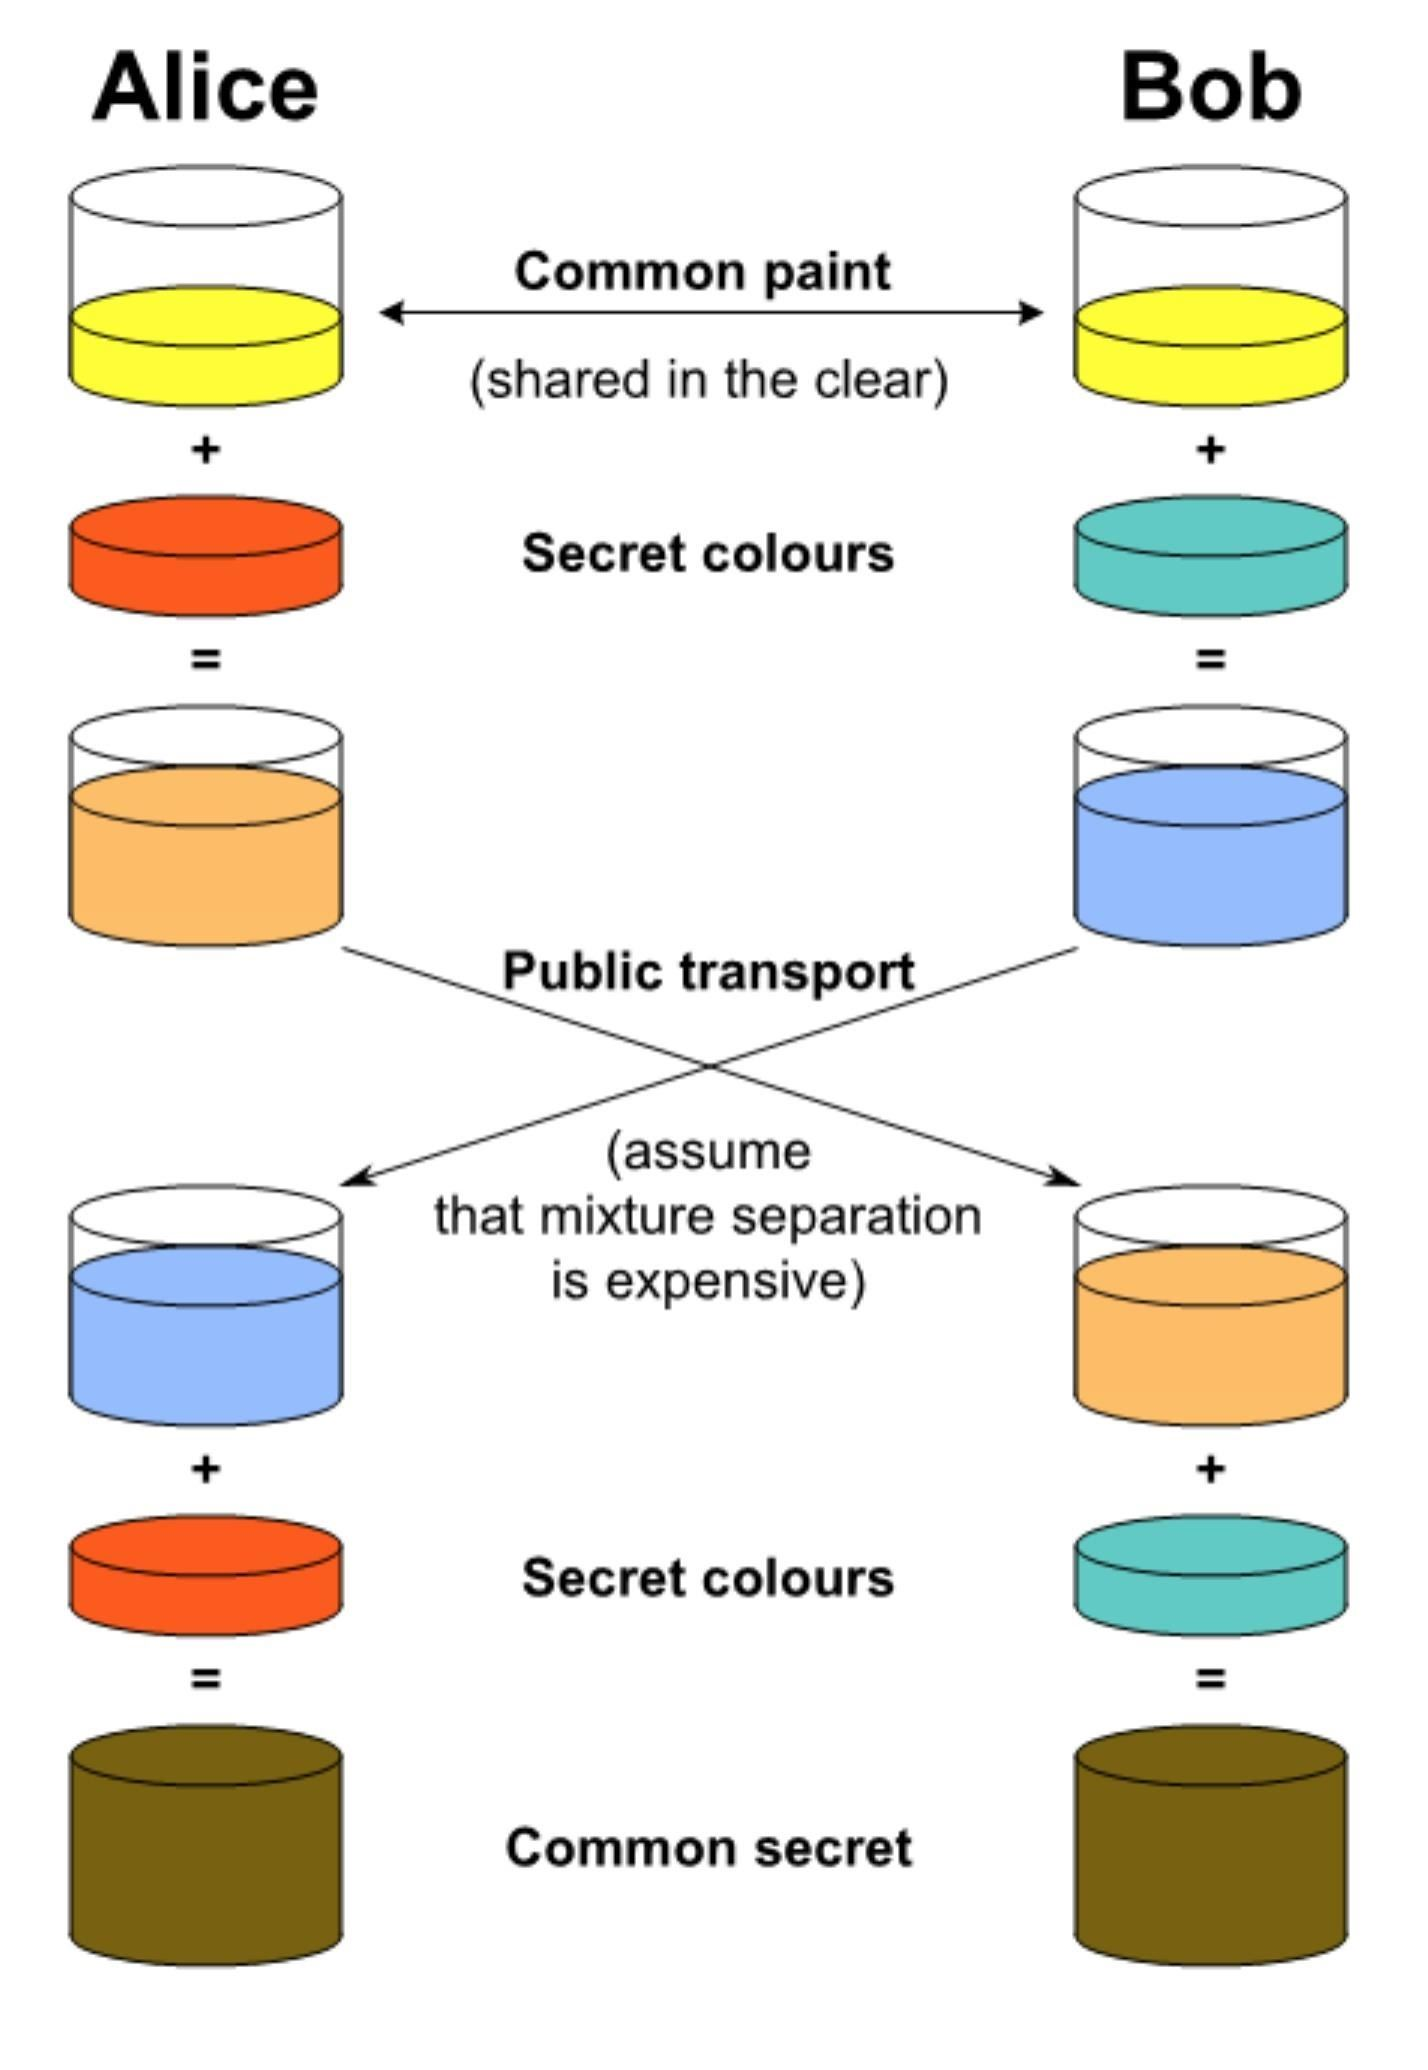 Alice
Bob
Common paint
(shared in the clear)
+
+
Secret colours
=
=
Public transport
(assume
that mixture separation
is expensive)
+
+
Secret colours
=
=
Common secret